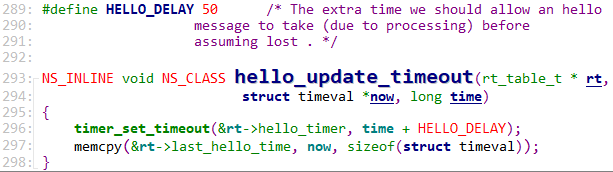 289: #define HELLO_DELAY 50 /* The extra time we should allow an hello
290: message to take (due to processing) before
291: assuming lost . */
292:
293: NS_INLINE void NS_CLASS hello_update_timeout(rt_table_t * rt,
294: struct timeval *now, long time)
295: {
296: timer_set_timeout(&rt->hello_timer, time + HELLO_DELAY);
297: memcpy(&rt->last_hello_time, now, sizeof(struct timeval));
298: }